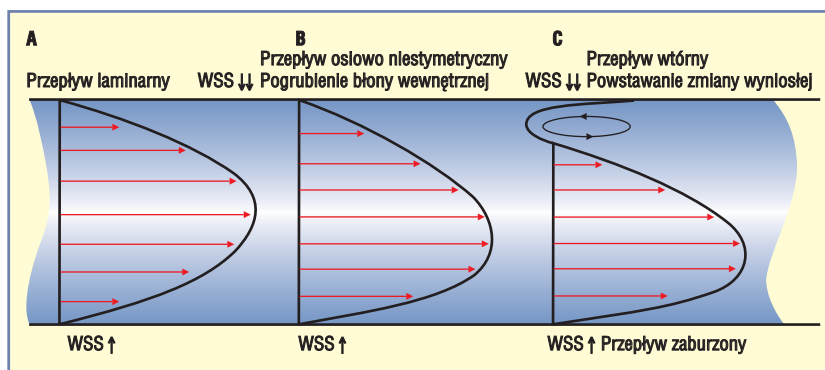 A
Przepływ laminarny
WSS ↑
B
Przepływ osiowo niestymetryczny
WSS ↓↓ Pogrubienie błony wewnętrznej
WSS ↑
C
Przepływ wtórny
WSS ↓↓ Powstawanie zmiany wyniosłej
WSS ↑ Przepływ zaburzony